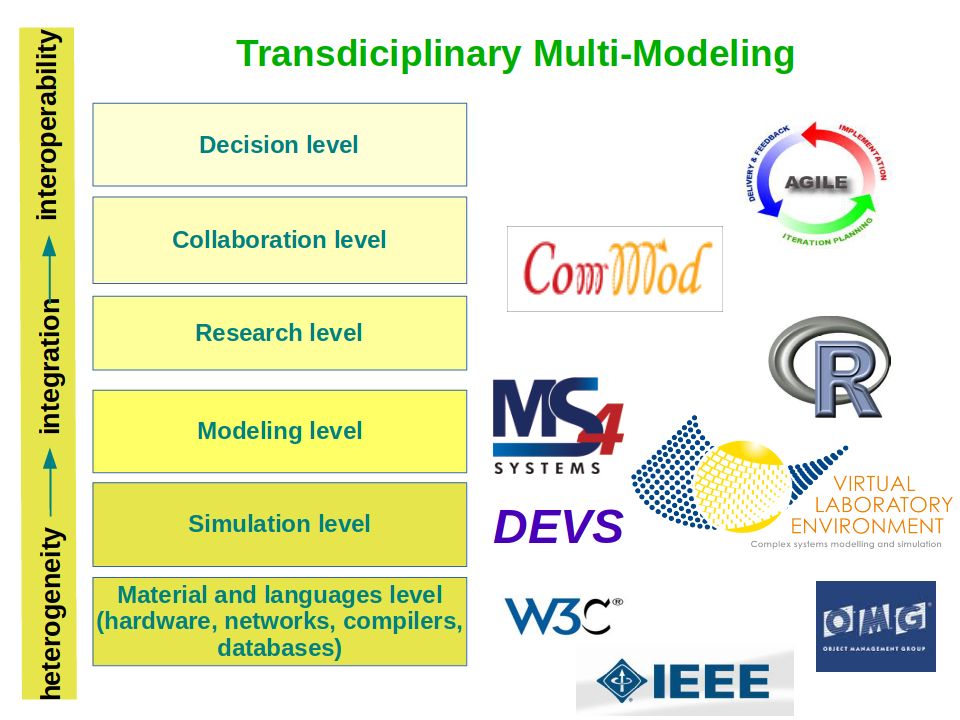 Transdiciplinary Multi-Modeling
interoperability
integration
heterogeneity
Decision level
Collaboration level
Research level
Modeling level
Simulation level
Material and languages level
(hardware, networks, compilers,
databases)
DELIVERY & FEEDBACK
IMPLEMENTATION
AGILE
ITERATION PLANNING
ComMod
R
MS4
SYSTEMS
VIRTUAL
LABORATORY
ENVIRONMENT
Complex systems modelling and simulation
DEVS
W3C®
OMG
OBJECT MANAGEMENT GROUP
IEEE